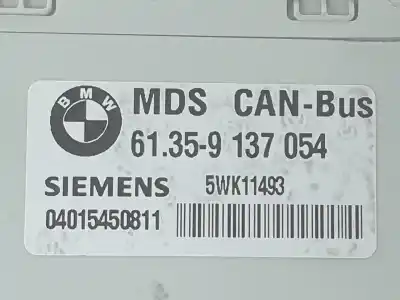 BMW
MDS CAN-Bus
61.35-9 137 054
SIEMENS 5WK11493
04015450811